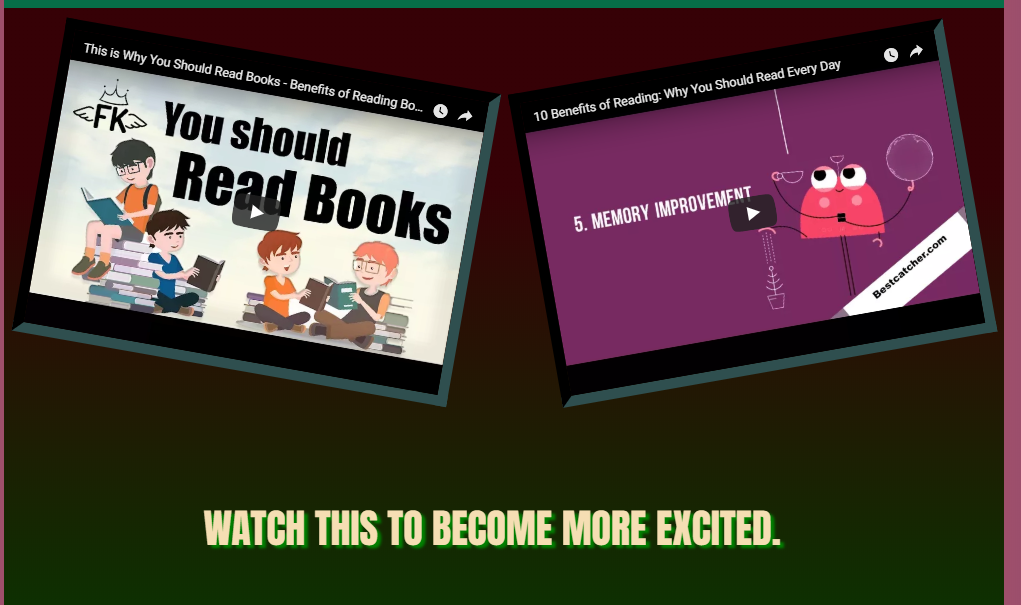 This is Why You Should Read Books - Benefits of Reading Bo...
FK
You should
Read Books
10 Benefits of Reading: Why You Should Read Every Day
5. MEMORY IMPROVEMENT
Bestcatcher.com
WATCH THIS TO BECOME MORE EXCITED.